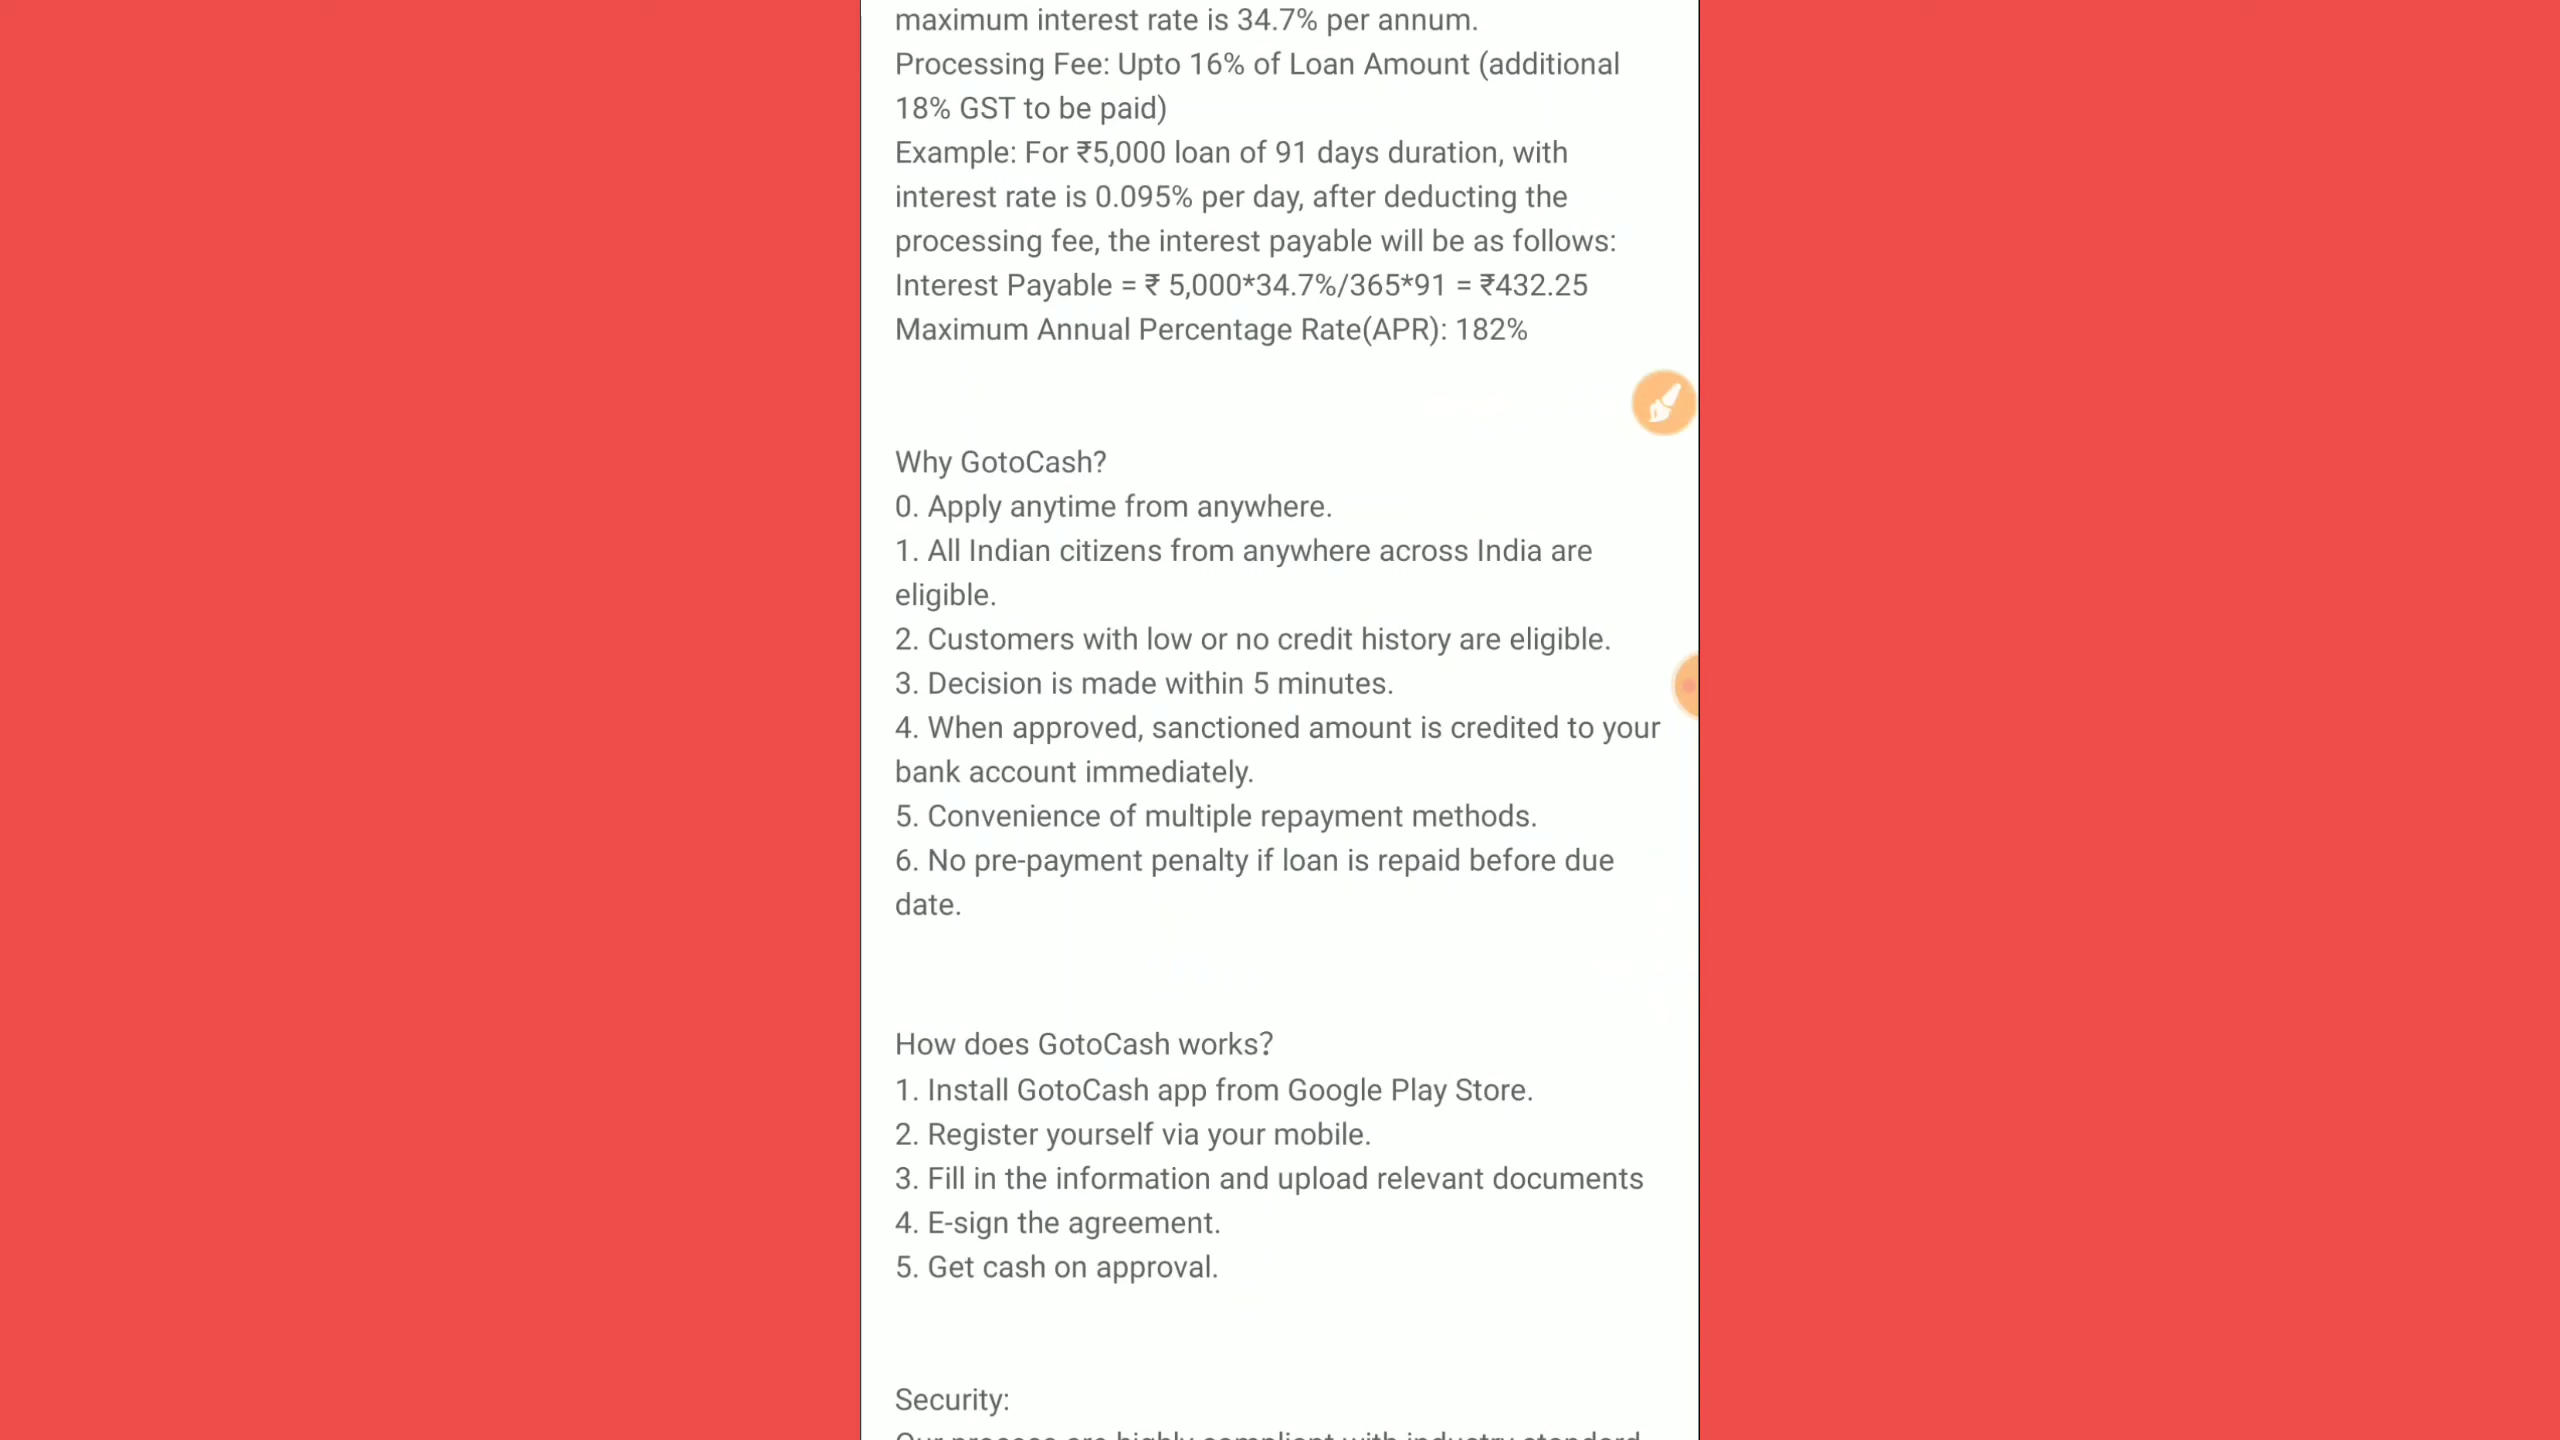 maximum interest rate is 34.7% per annum.
Processing Fee: Upto 16% of Loan Amount (additional
18% GST to be paid)
Example: For ₹5,000 loan of 91 days duration, with
interest rate is 0.095% per day, after deducting the
processing fee, the interest payable will be as follows:
Interest Payable = ₹ 5,000*34.7%/365*91 = ₹432.25
Maximum Annual Percentage Rate(APR): 182%
Why GotoCash?
0. Apply anytime from anywhere.
1. All Indian citizens from anywhere across India are
eligible.
2. Customers with low or no credit history are eligible.
3. Decision is made within 5 minutes.
4. When approved, sanctioned amount is credited to your
bank account immediately.
5. Convenience of multiple repayment methods.
6. No pre-payment penalty if loan is repaid before due
date.
How does GotoCash works?
1. Install GotoCash app from Google Play Store.
2. Register yourself via your mobile.
3. Fill in the information and upload relevant documents
4. E-sign the agreement.
5. Get cash on approval.
Security:
Our process are highly compliant with industry standard